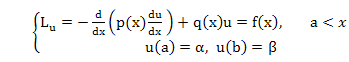 L_u = − d/dx (p(x) du/dx) + q(x)u = f(x), a < x
u(a) = α, u(b) = β